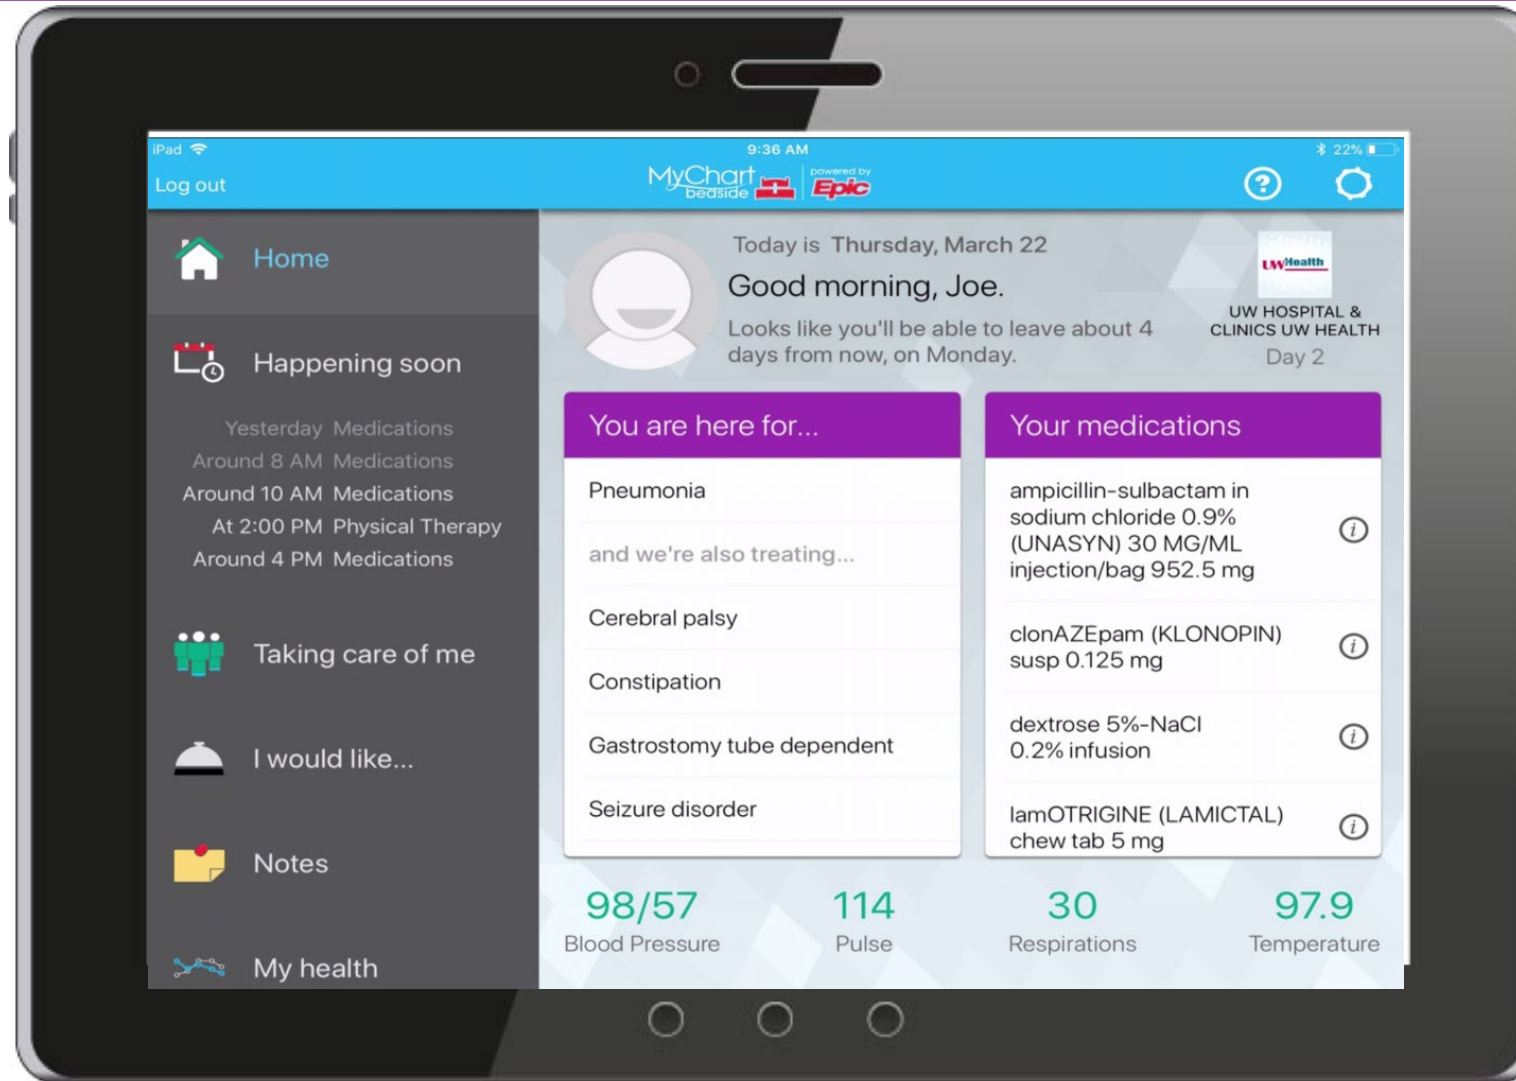 iPad
9:36 AM
22%
Log out
MyChart
bedside
powered by
Epic
?
Home
Happening soon
Yesterday Medications
Around 8 AM Medications
Around 10 AM Medications
At 2:00 PM Physical Therapy
Around 4 PM Medications
Taking care of me
I would like...
Notes
My health
Today is Thursday, March 22
Good morning, Joe.
Looks like you'll be able to leave about 4
days from now, on Monday.
UWHealth
UW HOSPITAL &
CLINICS UW HEALTH
Day 2
You are here for...
Pneumonia
and we're also treating...
Cerebral palsy
Constipation
Gastrostomy tube dependent
Seizure disorder
Your medications
ampicillin-sulbactam in
sodium chloride 0.9%
(UNASYN) 30 MG/ML
injection/bag 952.5 mg
i
clonAZEpam (KLONOPIN)
susp 0.125 mg
i
dextrose 5%-NaCl
0.2% infusion
i
lamOTRIGINE (LAMICTAL)
chew tab 5 mg
i
98/57
Blood Pressure
114
Pulse
30
Respirations
97.9
Temperature